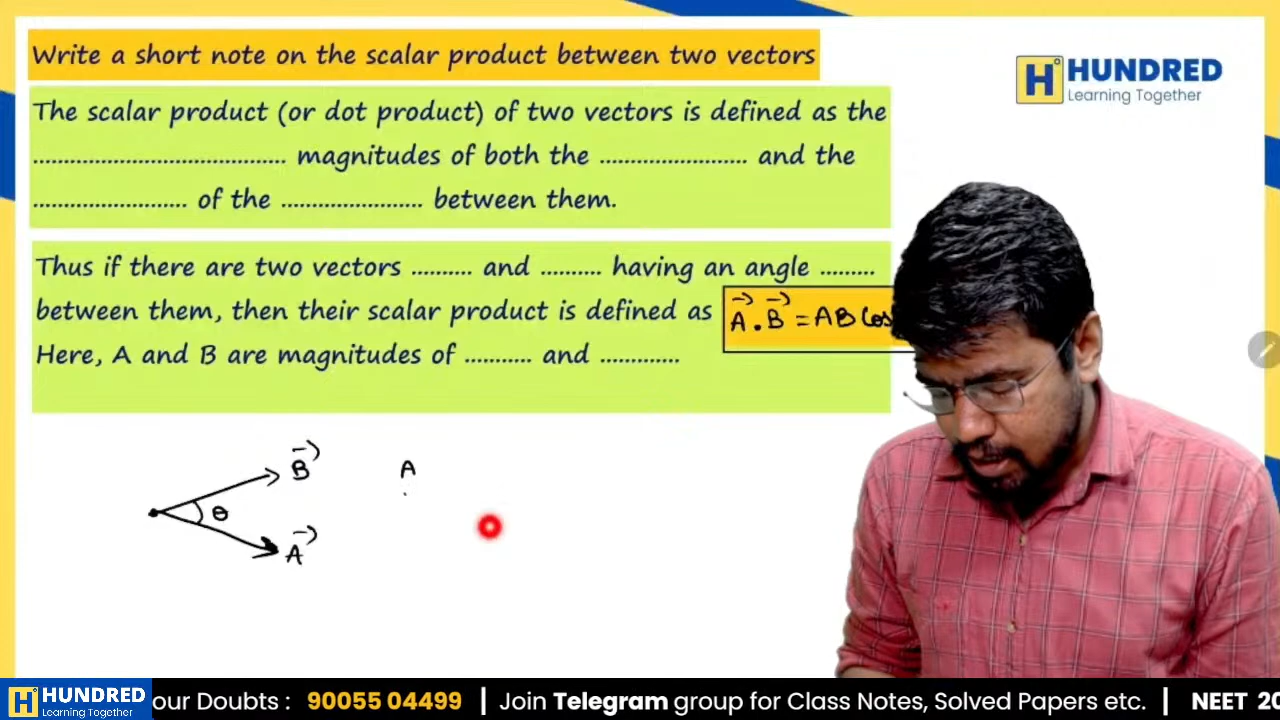 Write a short note on the scalar product between two vectors
HUNDRED
Learning Together
The scalar product (or dot product) of two vectors is defined as the
.......................................... magnitudes of both the ........................ and the
......................... of the ....................... between them.
Thus if there are two vectors .......... and .......... having an angle .........
between them, then their scalar product is defined as A⃗ . B⃗ = AB Cos
Here, A and B are magnitudes of ........... and .............
B⃗
A
θ
A⃗
HUNDRED
Learning Together
our Doubts : 90055 04499 | Join Telegram group for Class Notes, Solved Papers etc. | NEET 20